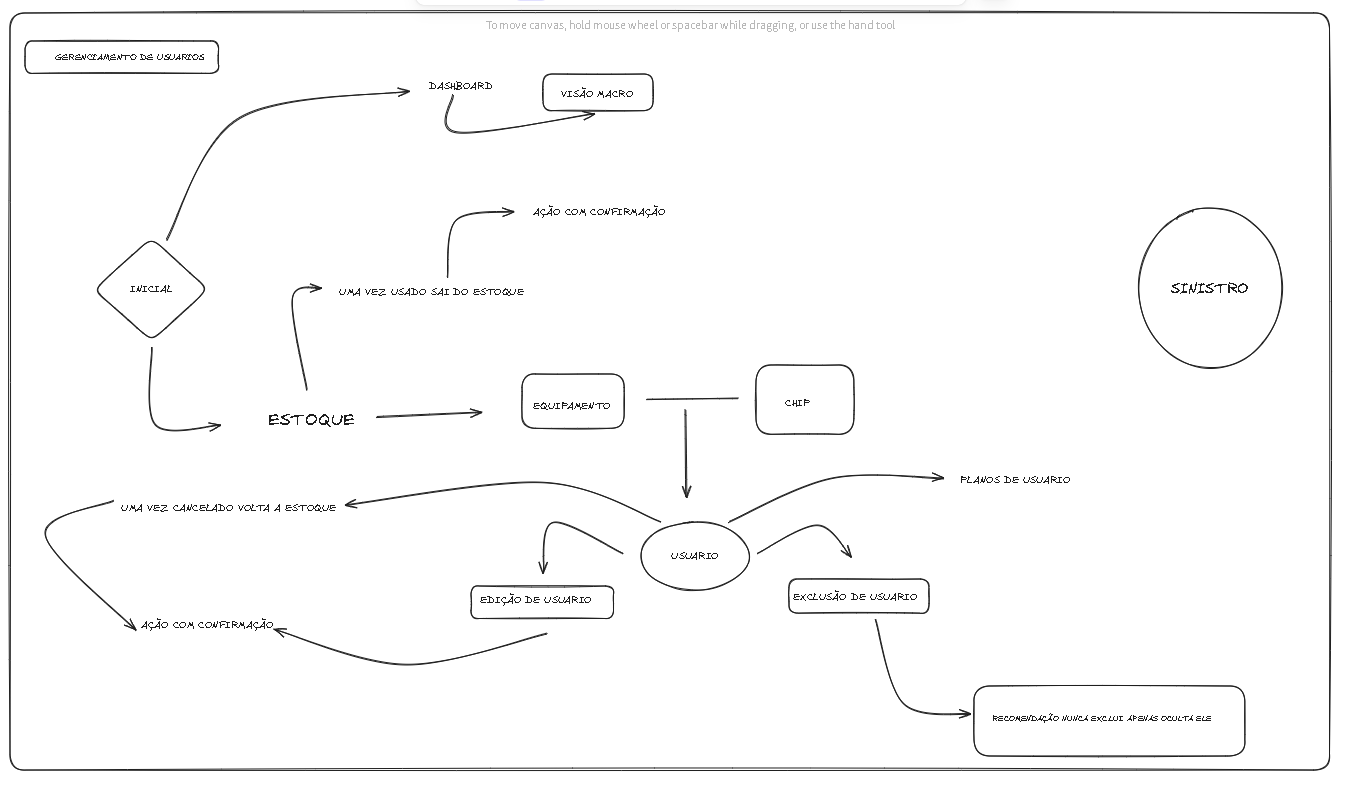 To move canvas, hold mouse wheel or spacebar while dragging, or use the hand tool
GERENCIAMENTO DE USUARIOS
DASHBOARD
VISÃO MACRO
AÇÃO COM CONFIRMAÇÃO
INICIAL
UMA VEZ USADO SAI DO ESTOQUE
SINISTRO
ESTOQUE
EQUIPAMENTO
CHIP
PLANOS DE USUARIO
UMA VEZ CANCELADO VOLTA A ESTOQUE
USUARIO
EDIÇÃO DE USUARIO
EXCLUSÃO DE USUARIO
AÇÃO COM CONFIRMAÇÃO
RECOMENDAÇÃO NUNCA EXCLUI APENAS OCULTA ELE